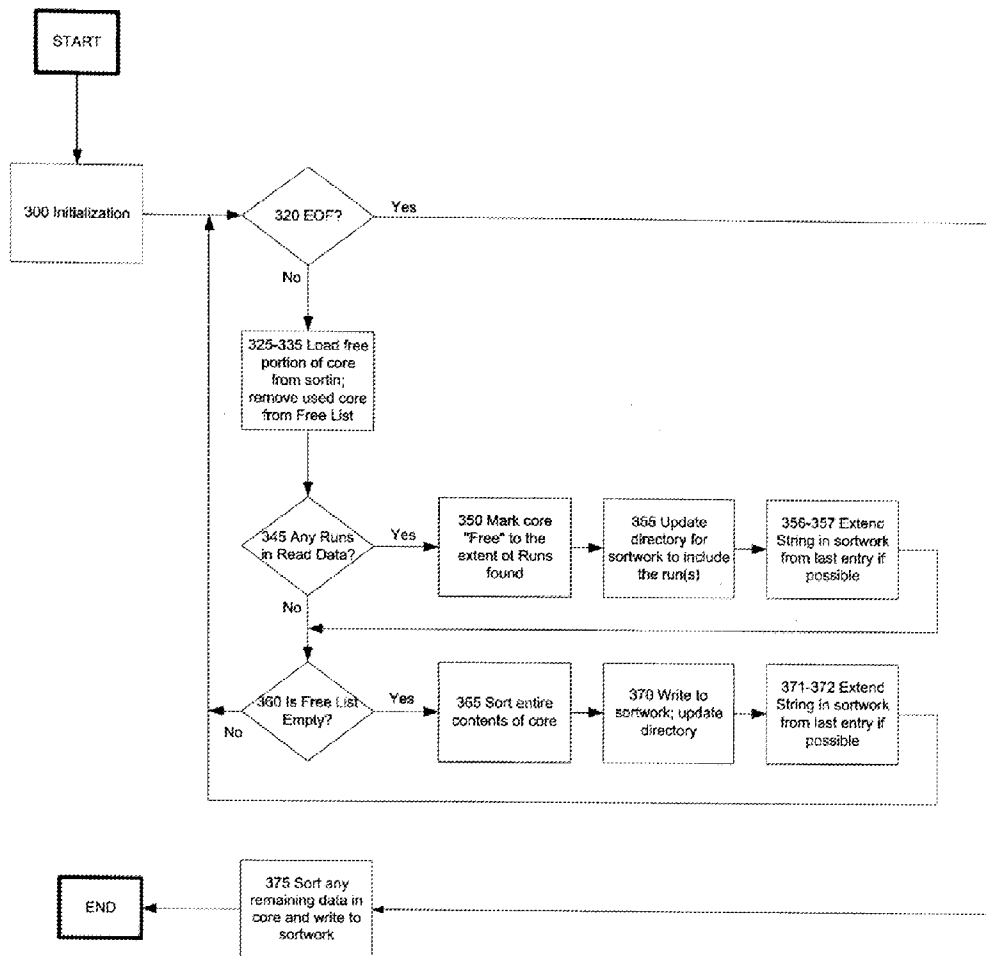 START
300 Initialization
320 EOF?
Yes
No
325-335 Load free
portion of core
from sortin;
remove used core
from Free List
345 Any Runs
in Read Data?
Yes
No
350 Mark core
"Free" to the
extent of Runs
found
355 Update
directory for
sortwork to include
the run(s)
356-357 Extend
String in sortwork
from last entry if
possible
360 Is Free List
Empty?
Yes
No
365 Sort entire
contents of core
370 Write to
sortwork; update
directory
371-372 Extend
String in sortwork
from last entry if
possible
375 Sort any
remaining data in
core and write to
sortwork
END